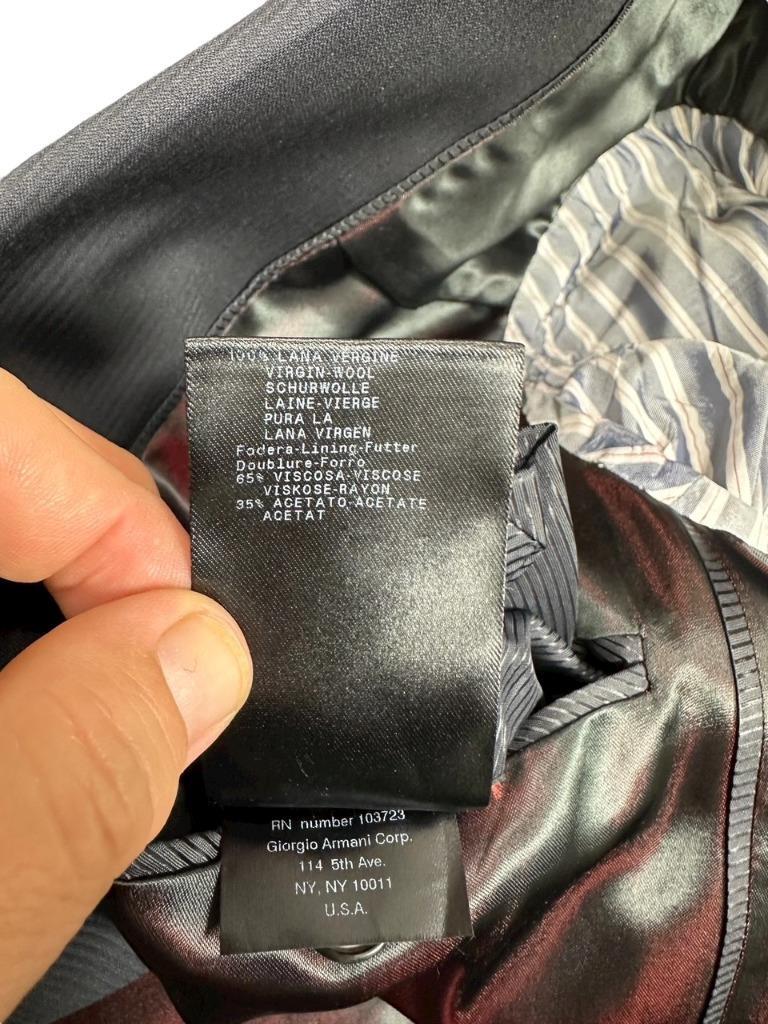 100% LANA VERGINE
VIRGIN-WOOL
SCHURWOLLE
LAINE-VIERGE
PURA LA
LANA VIRGEN
Fodera-Lining-Futter
Doublure-Forro
65% VISCOSA-VISCOSE
VISKOSE-RAYON
35% ACETATO-ACETATE
ACETAT
RN number 103723
Giorgio Armani Corp.
114 5th Ave.
NY, NY 10011
U.S.A.